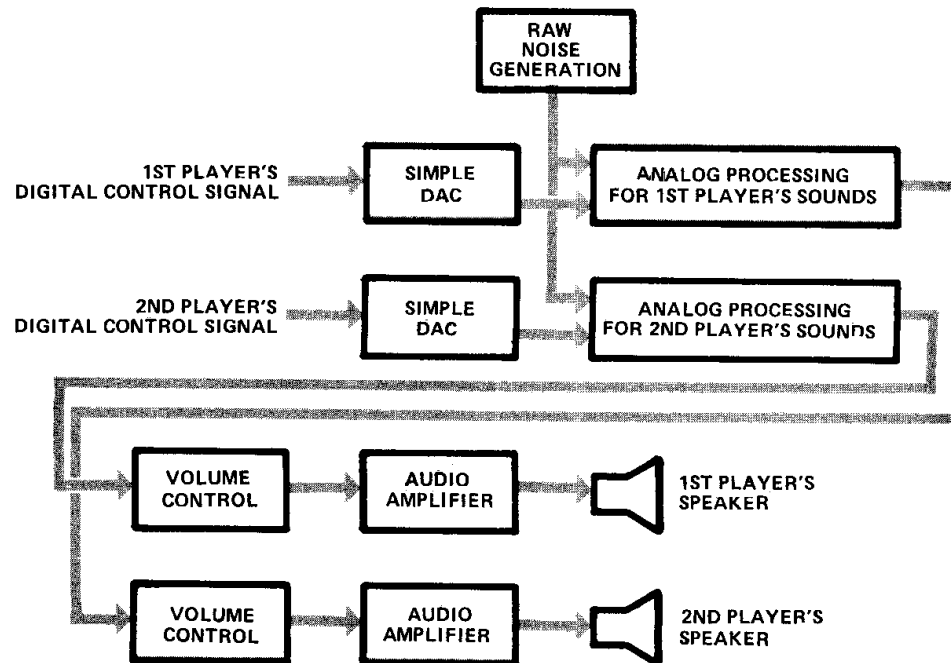 RAW
NOISE
GENERATION
1ST PLAYER'S
DIGITAL CONTROL SIGNAL
SIMPLE
DAC
ANALOG PROCESSING
FOR 1ST PLAYER'S SOUNDS
2ND PLAYER'S
DIGITAL CONTROL SIGNAL
SIMPLE
DAC
ANALOG PROCESSING
FOR 2ND PLAYER'S SOUNDS
VOLUME
CONTROL
AUDIO
AMPLIFIER
1ST PLAYER'S
SPEAKER
VOLUME
CONTROL
AUDIO
AMPLIFIER
2ND PLAYER'S
SPEAKER